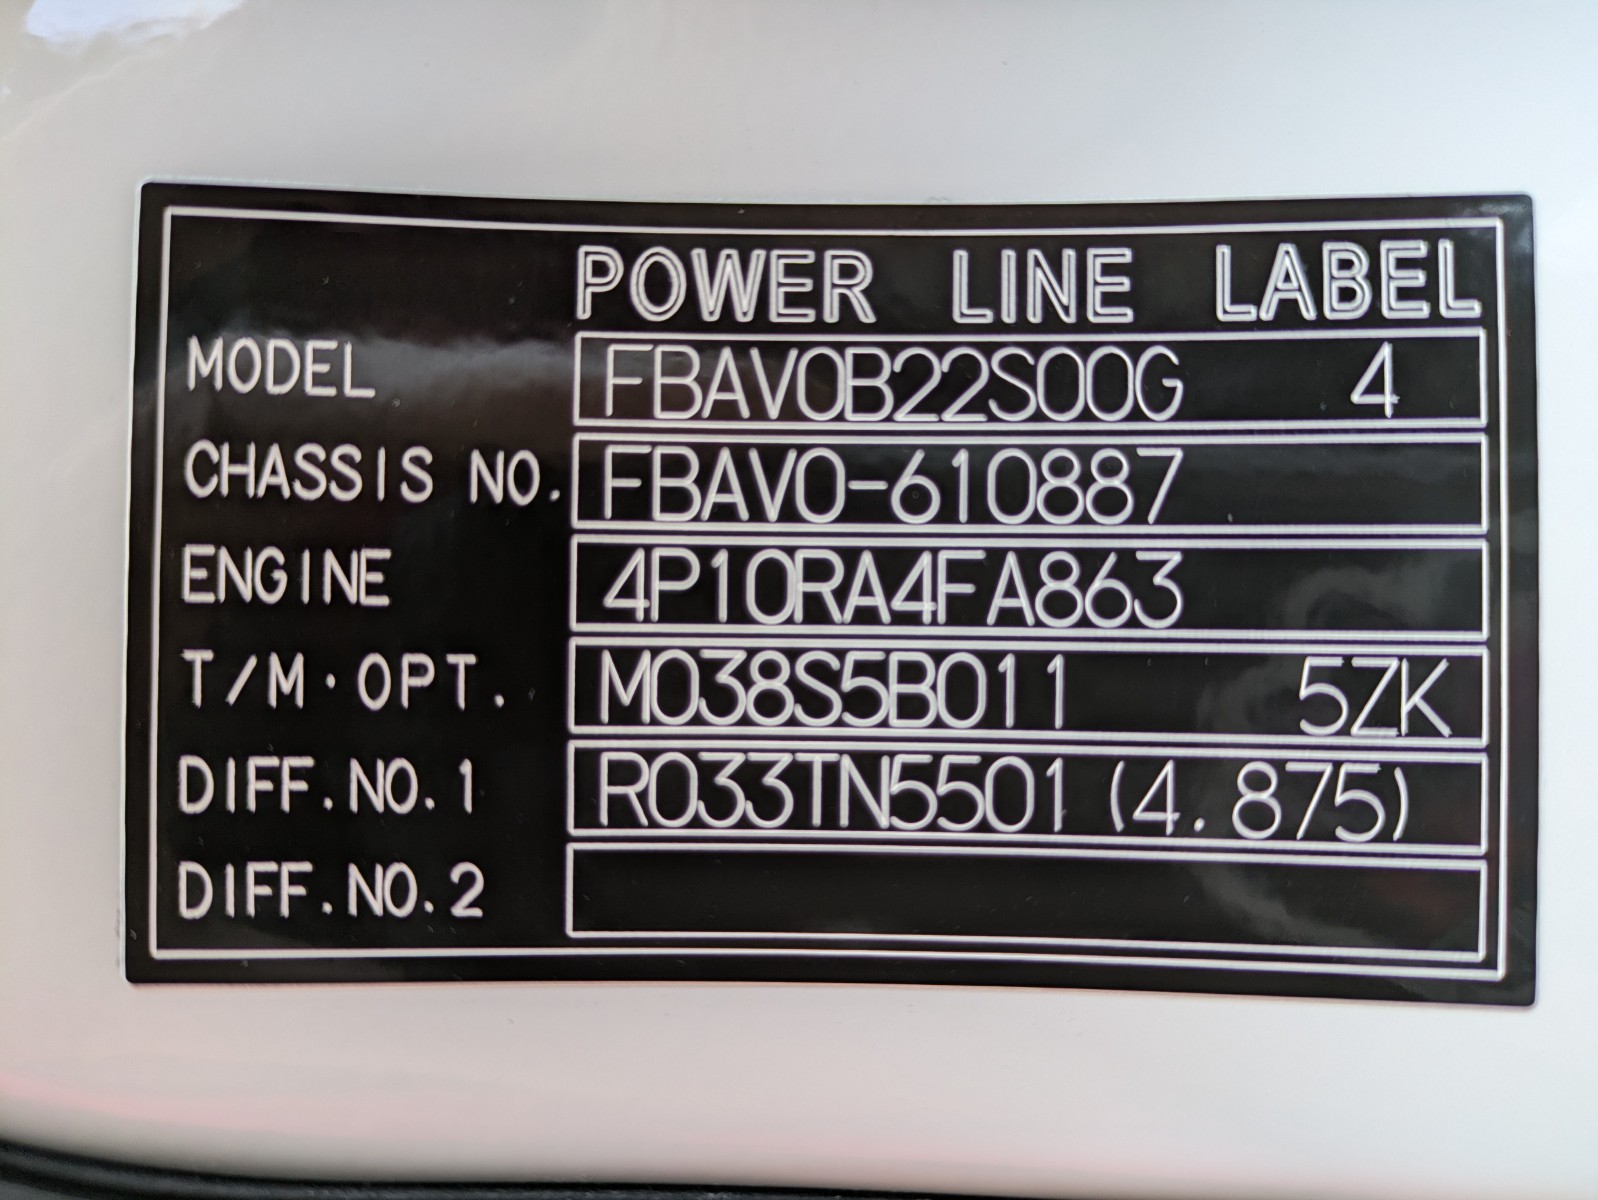 POWER LINE LABEL
MODEL FBAV0B22S00G 4
CHASSIS NO. FBAV0-610887
ENGINE 4P10RA4FA863
T/M·OPT. M038S5B011 5ZK
DIFF.NO.1 R033TN5501(4.875)
DIFF.NO.2